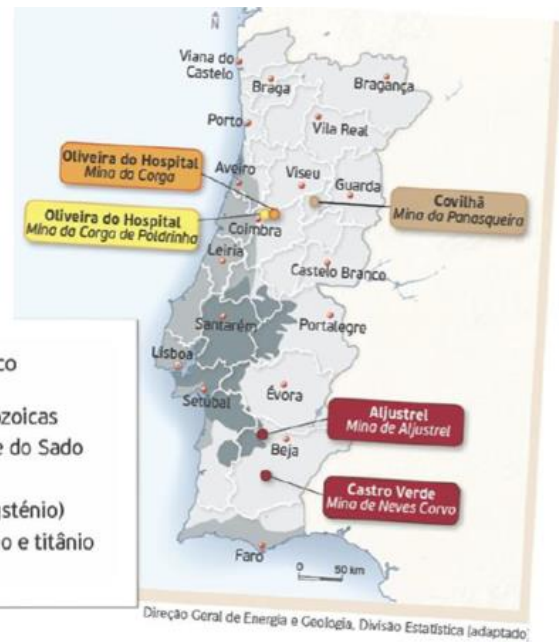 N
Viana do
Castelo
Braga
Bragança
Porto
Vila Real
Oliveira do Hospital
Mina da Corga
Aveiro
Viseu
Guarda
Covilhã
Mina da Panasqueira
Oliveira do Hospital
Mina da Corga de Poldrinha
Coimbra
Leiria
Castelo Branco
Santarém
Portalegre
Lisboa
Setúbal
Évora
Aljustrel
Mina de Aljustrel
Beja
Castro Verde
Mina de Neves Corvo
Faro
0 50 km
co
zoicas
e do Sado
sténio)
o e titânio
Direção Geral de Energia e Geologia, Divisão Estatística (adaptado)